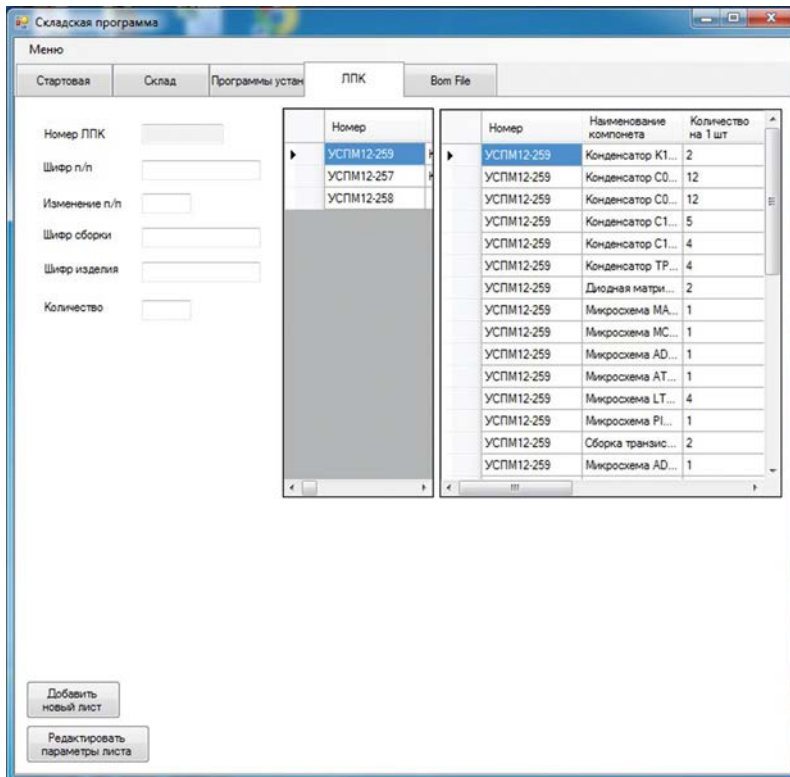 Складская программа
Меню
Стартовая Склад Программы устан ЛПК Bom File
Номер ЛПК
Шифр п/п
Изменение п/п
Шифр сборки
Шифр изделия
Количество
Номер
УСПМ12-259 К
УСПМ12-257 К
УСПМ12-258
Номер Наименование компонета Количество на 1 шт
УСПМ12-259 Конденсатор К1... 2
УСПМ12-259 Конденсатор С0... 12
УСПМ12-259 Конденсатор С0... 12
УСПМ12-259 Конденсатор С1... 5
УСПМ12-259 Конденсатор С1... 4
УСПМ12-259 Конденсатор ТР... 4
УСПМ12-259 Диодная матри... 2
УСПМ12-259 Микросхема MA... 1
УСПМ12-259 Микросхема MC... 1
УСПМ12-259 Микросхема AD... 1
УСПМ12-259 Микросхема AT... 1
УСПМ12-259 Микросхема LT... 4
УСПМ12-259 Микросхема PI... 1
УСПМ12-259 Сборка транзис... 2
УСПМ12-259 Микросхема AD... 1
Добавить
новый лист
Редактировать
параметры листа